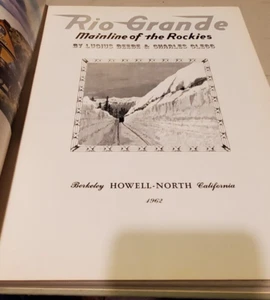 Rio Grande
Mainline of the Rockies
BY LUCIUS BEEBE & CHARLES CLEGG
Berkeley HOWELL-NORTH California
1962